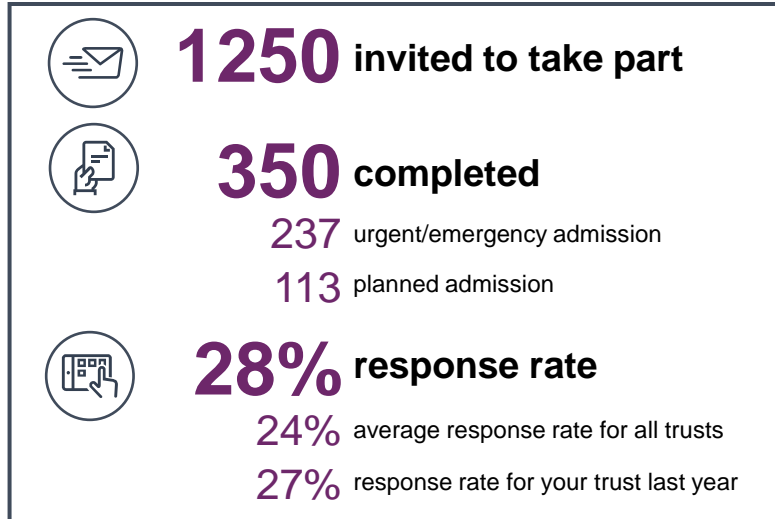 1250 invited to take part
350 completed
237 urgent/emergency admission
113 planned admission
28% response rate
24% average response rate for all trusts
27% response rate for your trust last year